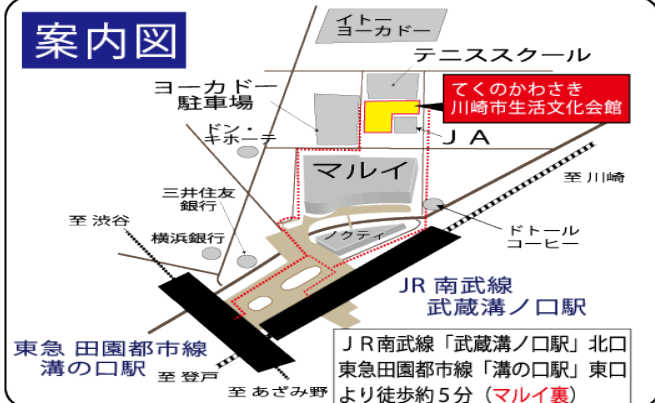 案内図
イトー
ヨーカドー
テニススクール
ヨーカドー
駐車場
てくのかわさき
川崎市生活文化会館
ドン・
キホーテ
JA
マルイ
至 川崎
三井住友
銀行
至 渋谷
横浜銀行
ノクティ
ドトール
コーヒー
JR 南武線
武蔵溝ノ口駅
東急 田園都市線
溝の口駅
至 登戸
至 あざみ野
JR南武線「武蔵溝ノ口駅」北口
東急田園都市線「溝の口駅」東口
より徒歩約5分(マルイ裏)